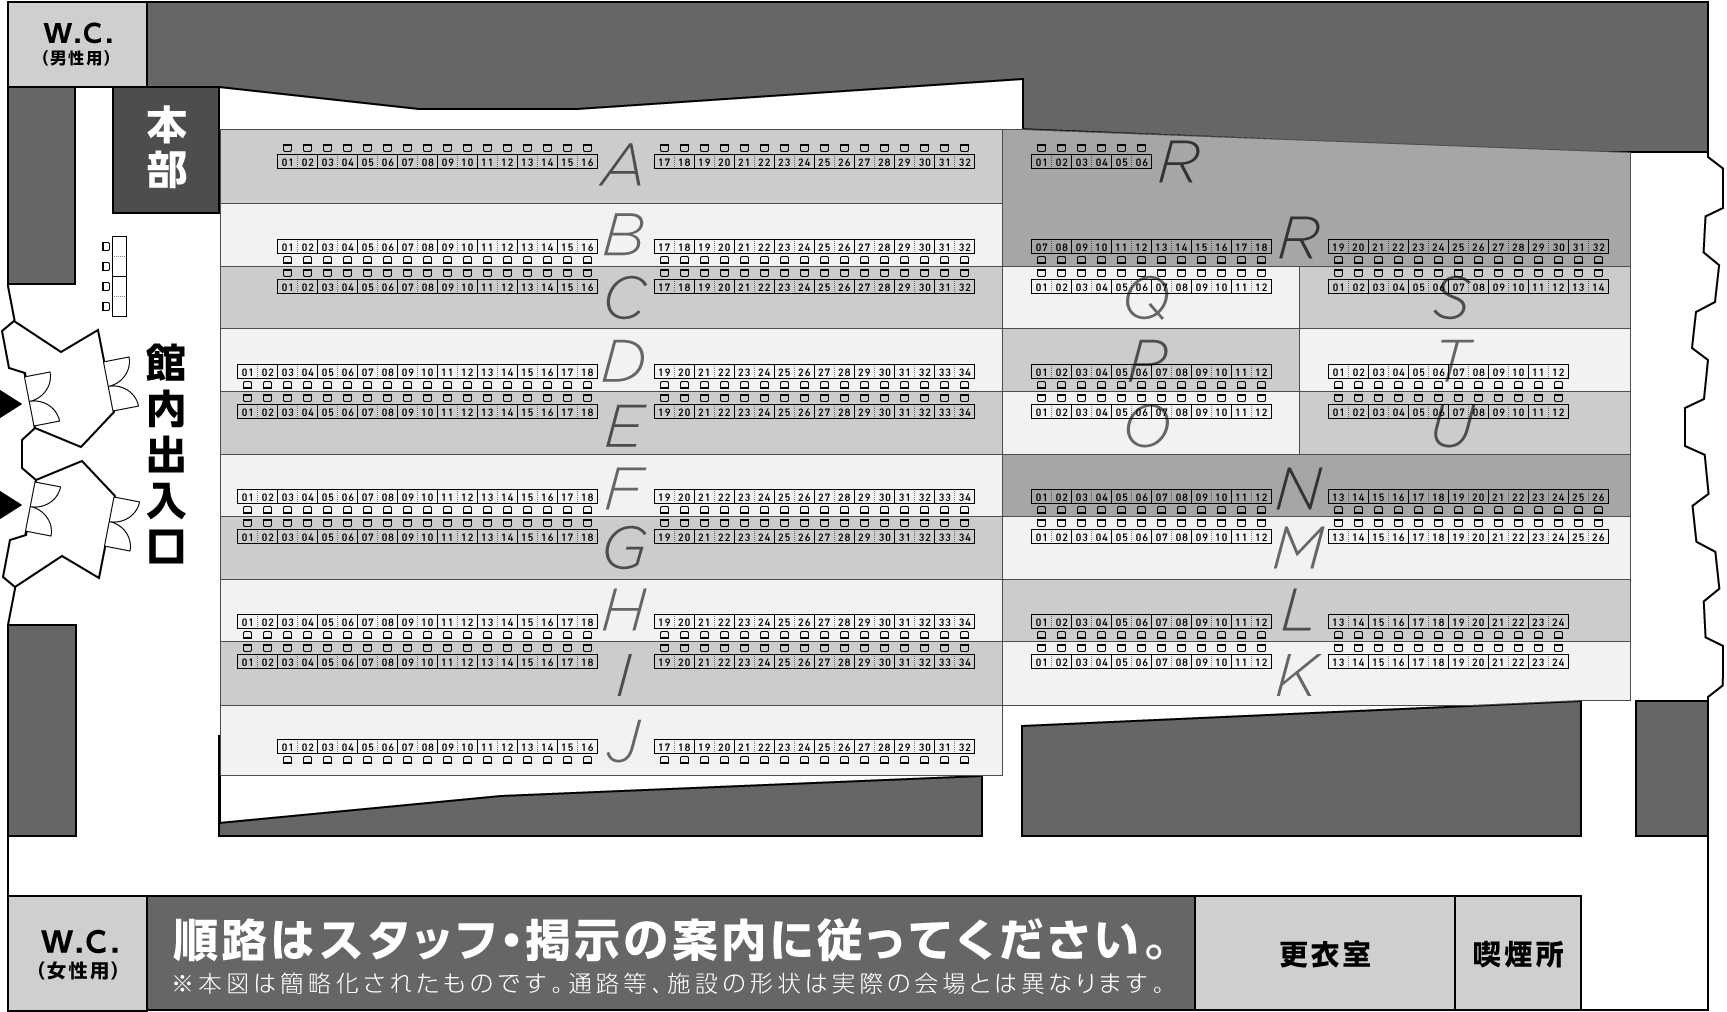 W.C.
(男性用)
本部
館内出入口
01 02 03 04 05 06 07 08 09 10 11 12 13 14 15 16 A 17 18 19 20 21 22 23 24 25 26 27 28 29 30 31 32
01 02 03 04 05 06 R
01 02 03 04 05 06 07 08 09 10 11 12 13 14 15 16 B 17 18 19 20 21 22 23 24 25 26 27 28 29 30 31 32
07 08 09 10 11 12 13 14 15 16 17 18 R 19 20 21 22 23 24 25 26 27 28 29 30 31 32
01 02 03 04 05 06 07 08 09 10 11 12 13 14 15 16 C 17 18 19 20 21 22 23 24 25 26 27 28 29 30 31 32
01 02 03 04 05 06 07 08 09 10 11 12 Q
01 02 03 04 05 06 07 08 09 10 11 12 13 14 S
01 02 03 04 05 06 07 08 09 10 11 12 13 14 15 16 17 18 D 19 20 21 22 23 24 25 26 27 28 29 30 31 32 33 34
01 02 03 04 05 06 07 08 09 10 11 12 P
01 02 03 04 05 06 07 08 09 10 11 12 T
01 02 03 04 05 06 07 08 09 10 11 12 13 14 15 16 17 18 E 19 20 21 22 23 24 25 26 27 28 29 30 31 32 33 34
01 02 03 04 05 06 07 08 09 10 11 12 O
01 02 03 04 05 06 07 08 09 10 11 12 U
01 02 03 04 05 06 07 08 09 10 11 12 13 14 15 16 17 18 F 19 20 21 22 23 24 25 26 27 28 29 30 31 32 33 34
01 02 03 04 05 06 07 08 09 10 11 12 N 13 14 15 16 17 18 19 20 21 22 23 24 25 26
01 02 03 04 05 06 07 08 09 10 11 12 13 14 15 16 17 18 G 19 20 21 22 23 24 25 26 27 28 29 30 31 32 33 34
01 02 03 04 05 06 07 08 09 10 11 12 M 13 14 15 16 17 18 19 20 21 22 23 24 25 26
01 02 03 04 05 06 07 08 09 10 11 12 13 14 15 16 17 18 H 19 20 21 22 23 24 25 26 27 28 29 30 31 32 33 34
01 02 03 04 05 06 07 08 09 10 11 12 L 13 14 15 16 17 18 19 20 21 22 23 24
01 02 03 04 05 06 07 08 09 10 11 12 13 14 15 16 17 18 I 19 20 21 22 23 24 25 26 27 28 29 30 31 32 33 34
01 02 03 04 05 06 07 08 09 10 11 12 K 13 14 15 16 17 18 19 20 21 22 23 24
01 02 03 04 05 06 07 08 09 10 11 12 13 14 15 16 J 17 18 19 20 21 22 23 24 25 26 27 28 29 30 31 32
W.C.
(女性用)
順路はスタッフ・掲示の案内に従ってください。
※本図は簡略化されたものです。通路等、施設の形状は実際の会場とは異なります。
更衣室
喫煙所